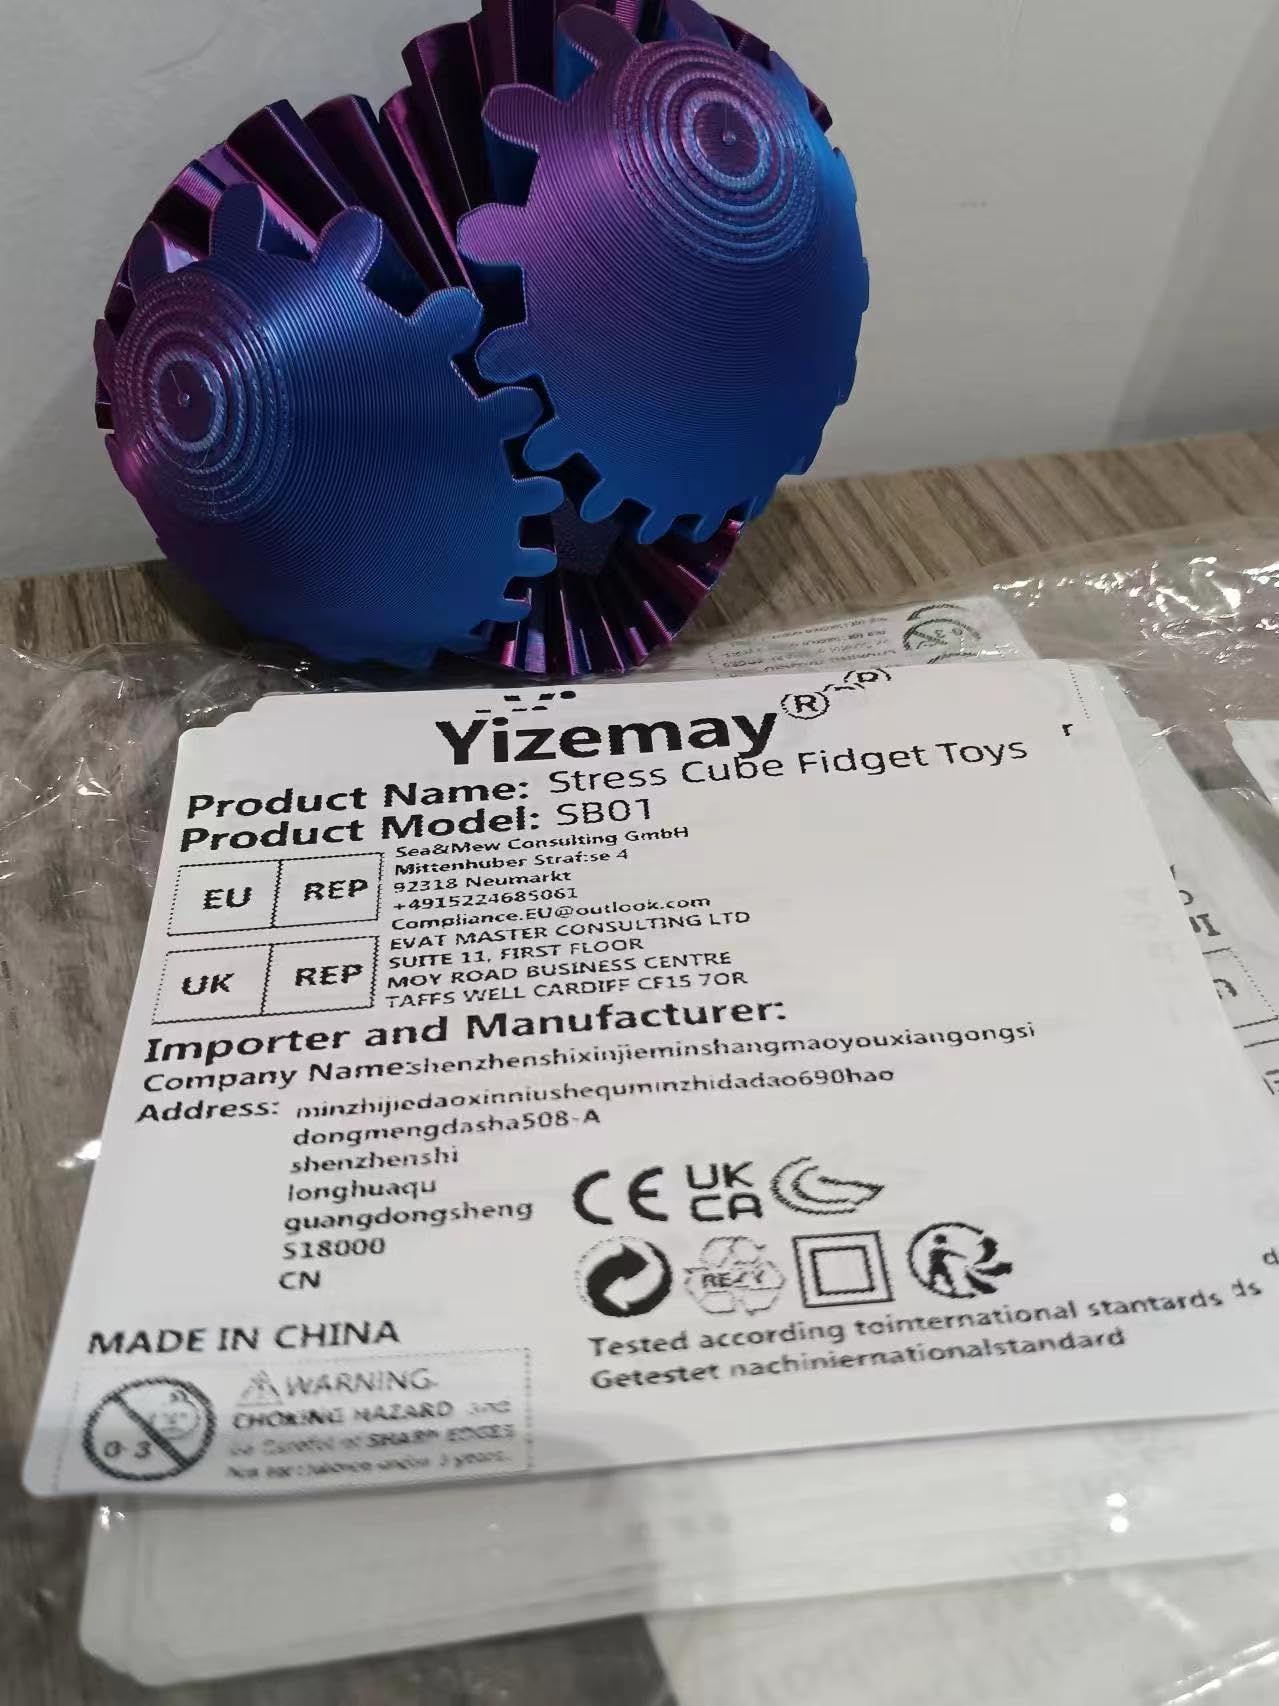 Yizemay®
Product Name: Stress Cube Fidget Toys
Product Model: SB01
EU REP
Sea&Mew Consulting GmbH
Mittenhuber Straf:se 4
92318 Neumarkt
+4915224685061
Compliance.EU@outlook.com
UK REP
EVAT MASTER CONSULTING LTD
SUITE 11, FIRST FLOOR
MOY ROAD BUSINESS CENTRE
TAFFS WELL CARDIFF CF15 7QR
Importer and Manufacturer:
Company Name:shenzhenshixinjieminshangmaoyouxiangongsi
Address: minzhijiedaoxinniushequminzhidadao690hao
dongmengdasha508-A
shenzhenshi
longhuaqu
guangdongsheng
518000
CN
CE UK CA
MADE IN CHINA
Tested according tointernational stantards
Getestet nachiniernationalstandard
0-3
WARNING
CHOKING HAZARD
SHARP EDGES